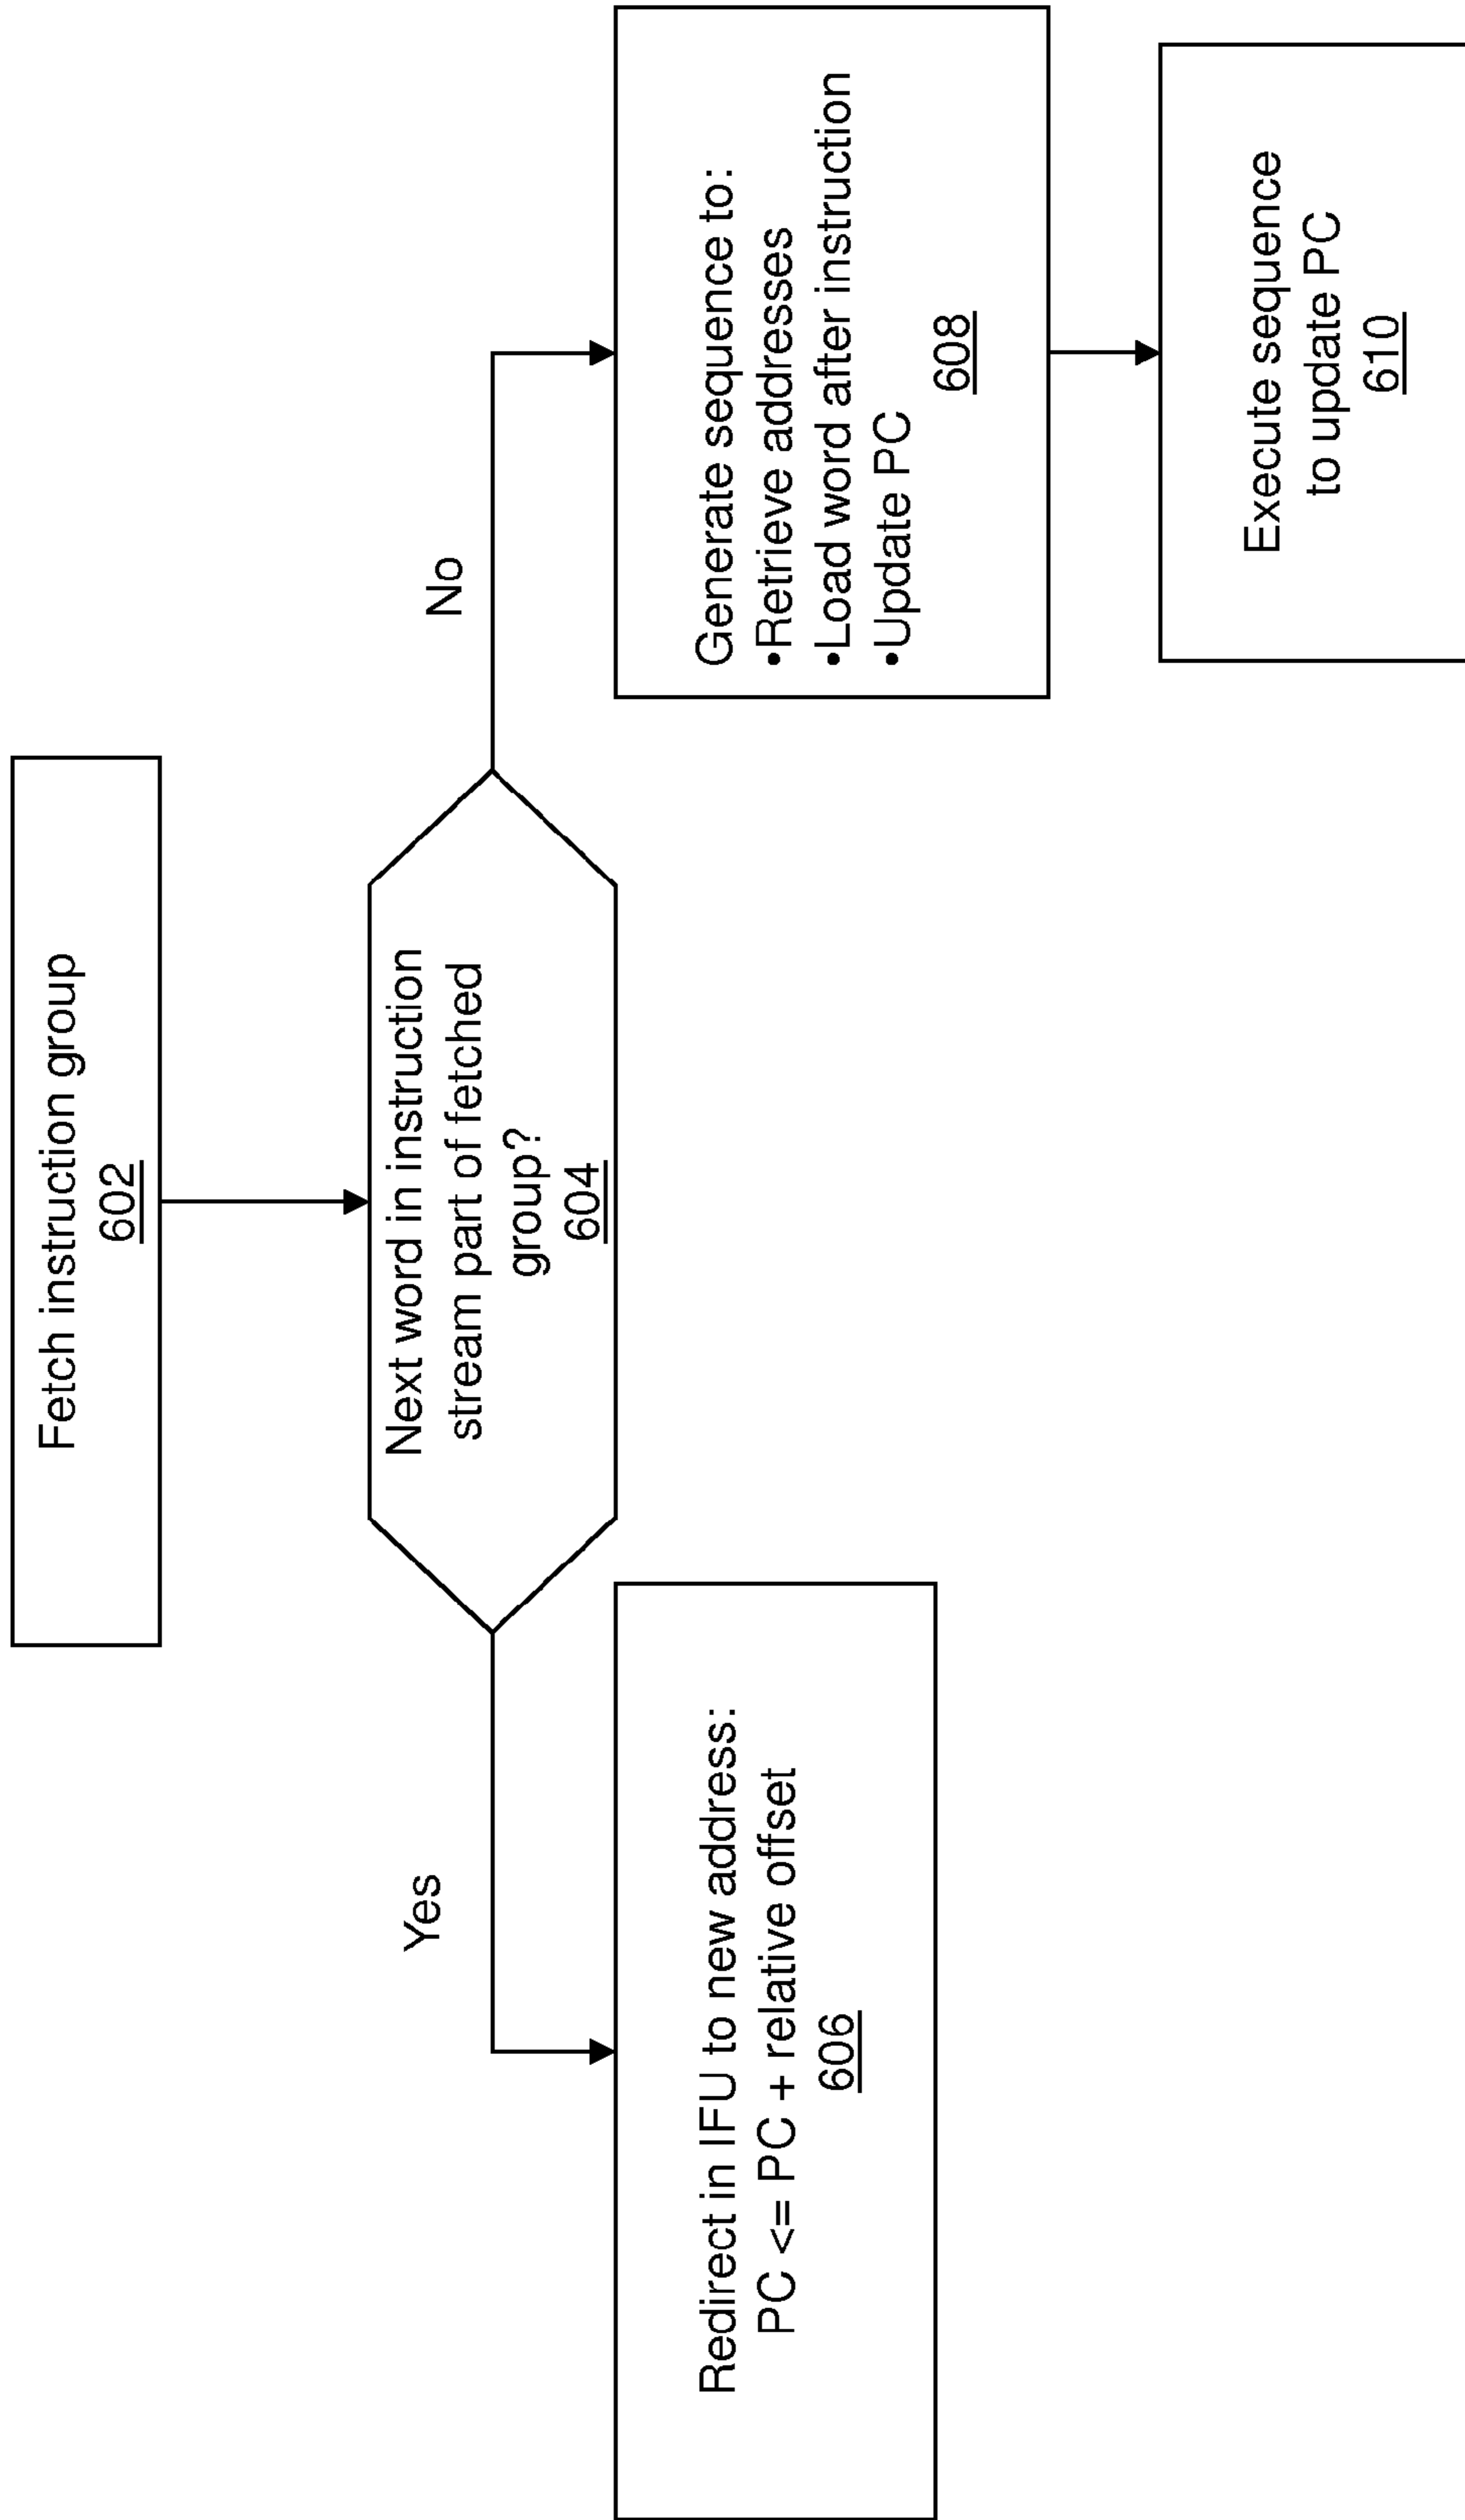 Fetch instruction group
602
Next word in instruction
stream part of fetched
group?
604
Yes
No
Redirect in IFU to new address:
PC <= PC + relative offset
606
Generate sequence to:
•Retrieve addresses
•Load word after instruction
•Update PC
608
Execute sequence
to update PC
610